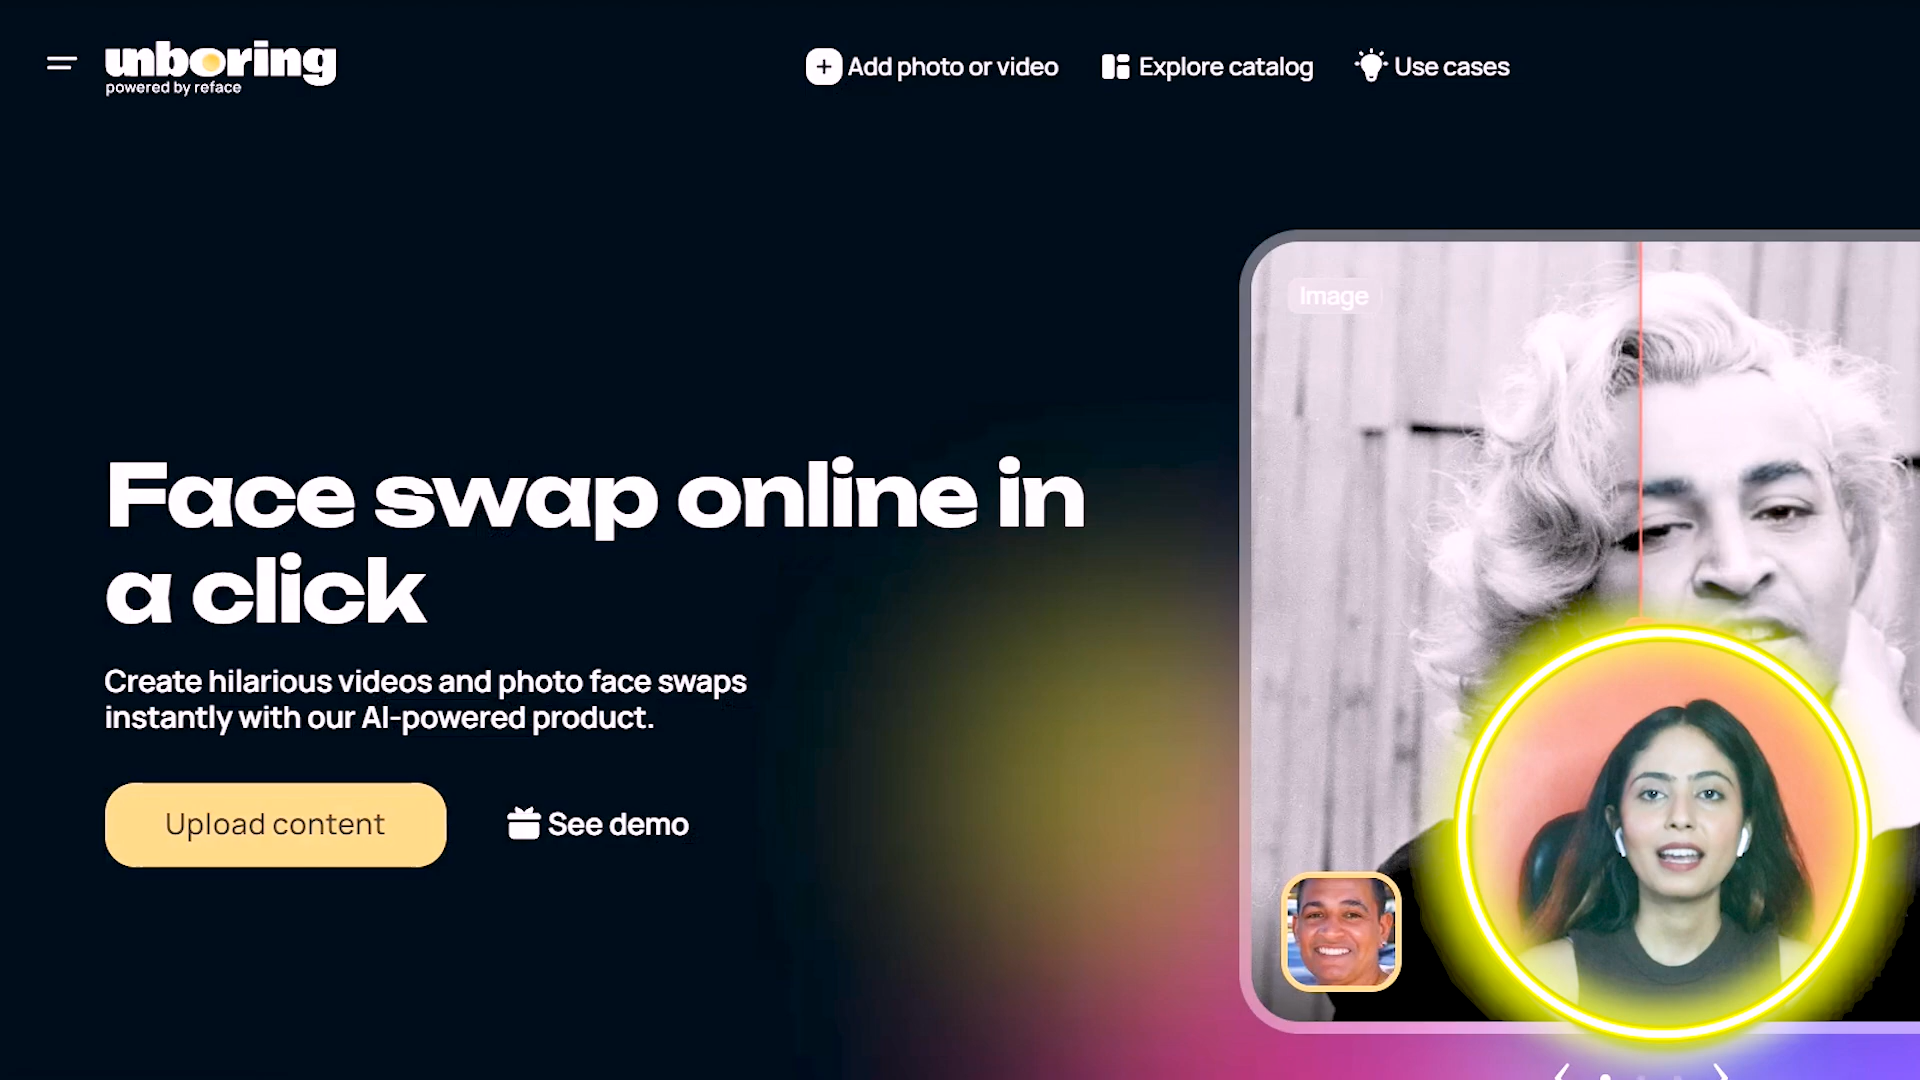 unboring
powered by reface
Add photo or video
Explore catalog
Use cases
Image
Face swap online in
a click
Create hilarious videos and photo face swaps
instantly with our AI-powered product.
Upload content
See demo